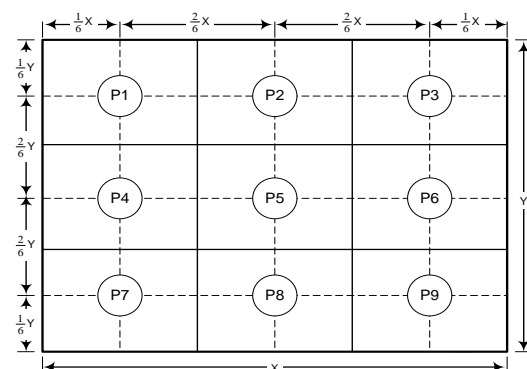 1/6 X 2/6 X 2/6 X 1/6 X
1/6 Y
P1 P2 P3
2/6 Y
P4 P5 P6 Y
2/6 Y
P7 P8 P9
1/6 Y
X